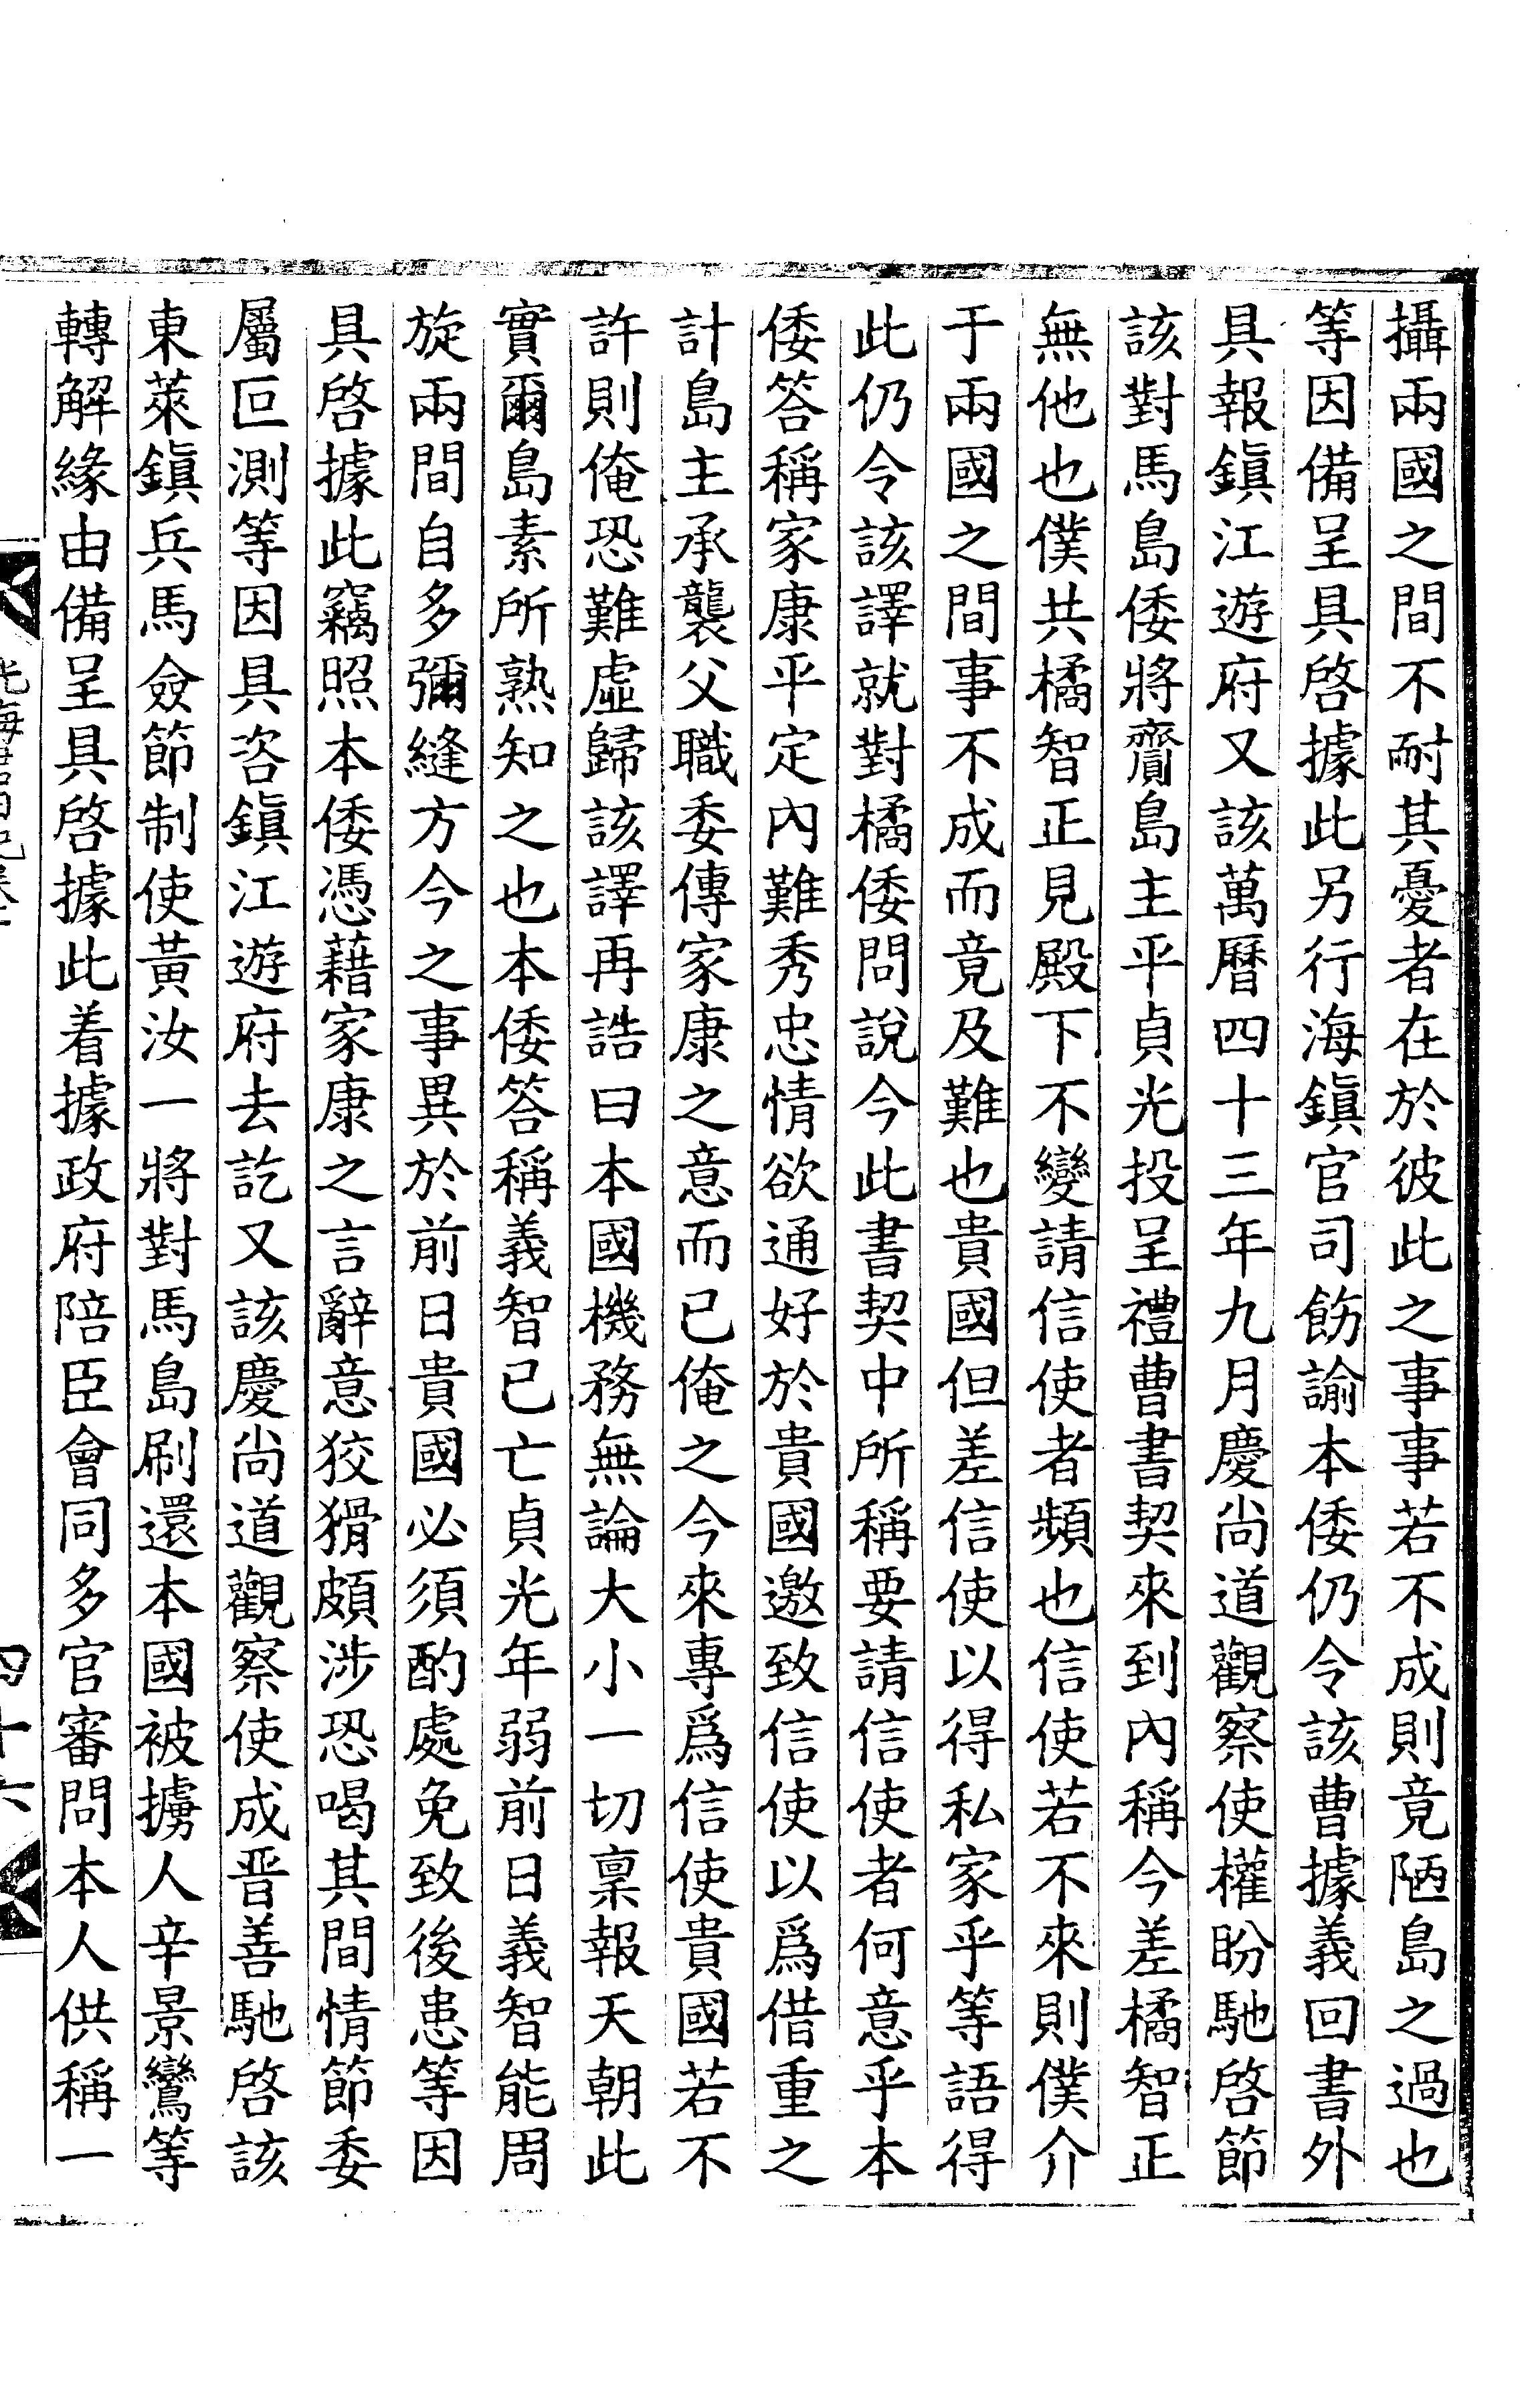 攝兩國之間不耐其憂者在於彼此之事事若不成則竟陋島之過也
等因備呈具啓據此另行海鎭官司飭諭本倭仍令該曹據義回書外
具報鎭江遊府又該萬曆四十三年九月慶尙道觀察使權盼馳啓節
該對馬島倭將齎島主平貞光投呈禮曹書契來到內稱今差橘智正
無他也僕共橘智正見殿下不變請信使者頻也信使若不來則僕介
于兩國之間事不成而竟及難也貴國但差信使以得私家乎等語得
此仍令該譯就對橘倭問說今此書契中所稱要請信使者何意乎本
倭答稱家康平定內難秀忠情欲通好於貴國邀致信使以爲借重之
計島主承襲父職委傳家康之意而已俺之今來專爲信使貴國若不
許則俺恐難虛歸該譯再誥曰本國機務無論大小一切稟報天朝此
實爾島素所熟知之也本倭答稱義智已亡貞光年弱前日義智能周
旋兩間自多彌縫方今之事異於前日貴國必須酌處免致後患等因
具啓據此竊照本倭憑藉家康之言辭意狡猾頗涉恐喝其間情節委
屬叵測等因具咨鎭江遊府去訖又該慶尙道觀察使成晋善馳啓該
東萊鎭兵馬僉節制使黃汝一將對馬島刷還本國被擄人辛景鸞等
轉解緣由備呈具啓據此着據政府陪臣會同多官審問本人供稱一
四十六